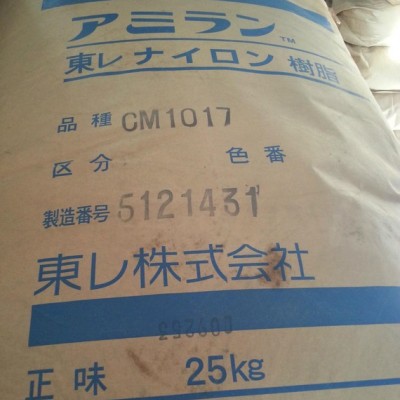 アミラン™
東レナイロン樹脂
品種 CM1017
区分 色番
製造番号 5121431
東レ株式会社
正味 25kg